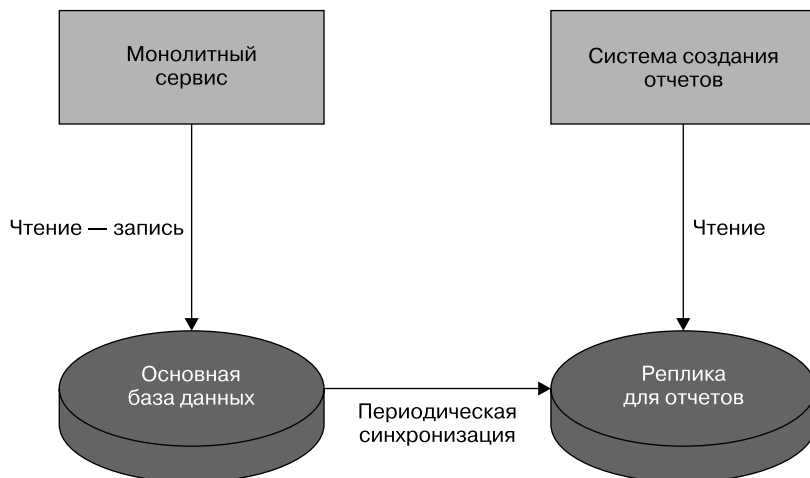 Монолитный
сервис
Система создания
отчетов
Чтение — запись
Чтение
Основная
база данных
Периодическая
синхронизация
Реплика
для отчетов